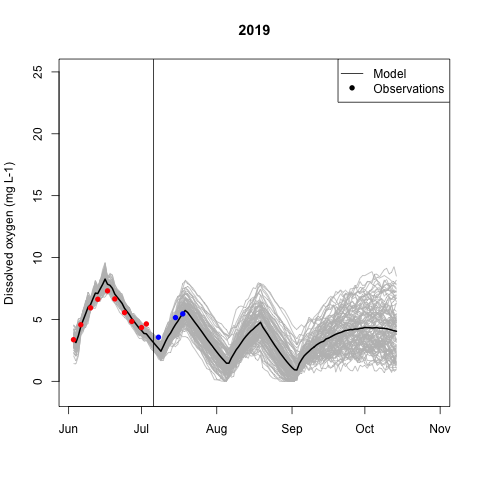 2019
Model
Observations
Dissolved oxygen (mg L-1)
25
20
15
10
5
0
Jun Jul Aug Sep Oct Nov